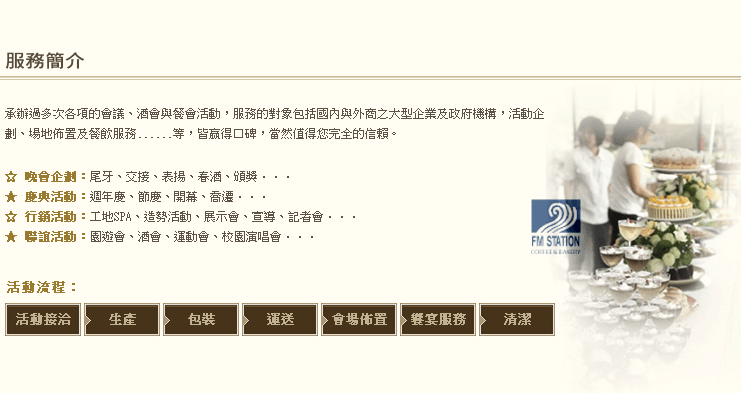 服務簡介
承辦過多次各項的會議、酒會與餐會活動，服務的對象包括國內與外商之大型企業及政府機構，活動企
劃、場地佈置及餐飲服務......等，皆贏得口碑，當然值得您完全的信賴。
☆ 晚會企劃：尾牙、交接、表揚、春酒、頒獎・・・
★ 慶典活動：週年慶、節慶、開幕、喬遷・・・
☆ 行銷活動：工地SPA、造勢活動、展示會、宣導、記者會・・・
★ 聯誼活動：園遊會、酒會、運動會、校園演唱會・・・
FM STATION
COFFEE & BAKERY
活動流程：
活動接洽 生產 包裝 運送 會場佈置 饗宴服務 清潔